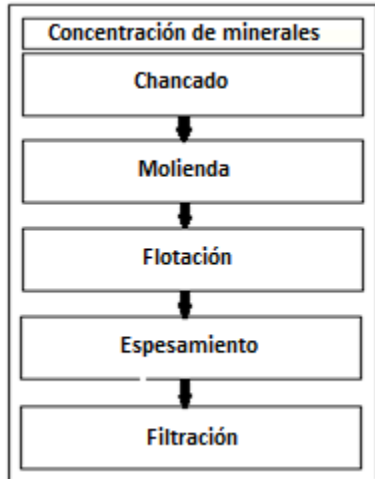 Concentración de minerales
Chancado
Molienda
Flotación
Espesamiento
Filtración